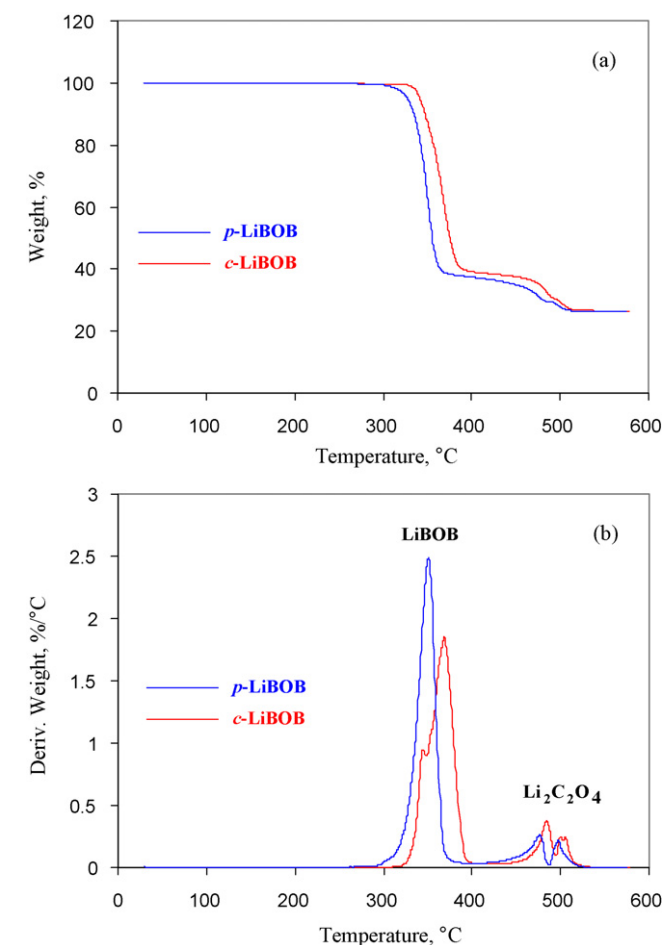 120
(a)
100
80
Weight, %
60
p-LiBOB
40
c-LiBOB
20
0
0 100 200 300 400 500 600
Temperature, °C
3
LiBOB
(b)
2.5
2
Deriv. Weight, %/°C
1.5
p-LiBOB
c-LiBOB
1
Li₂C₂O₄
0.5
0
0 100 200 300 400 500 600
Temperature, °C